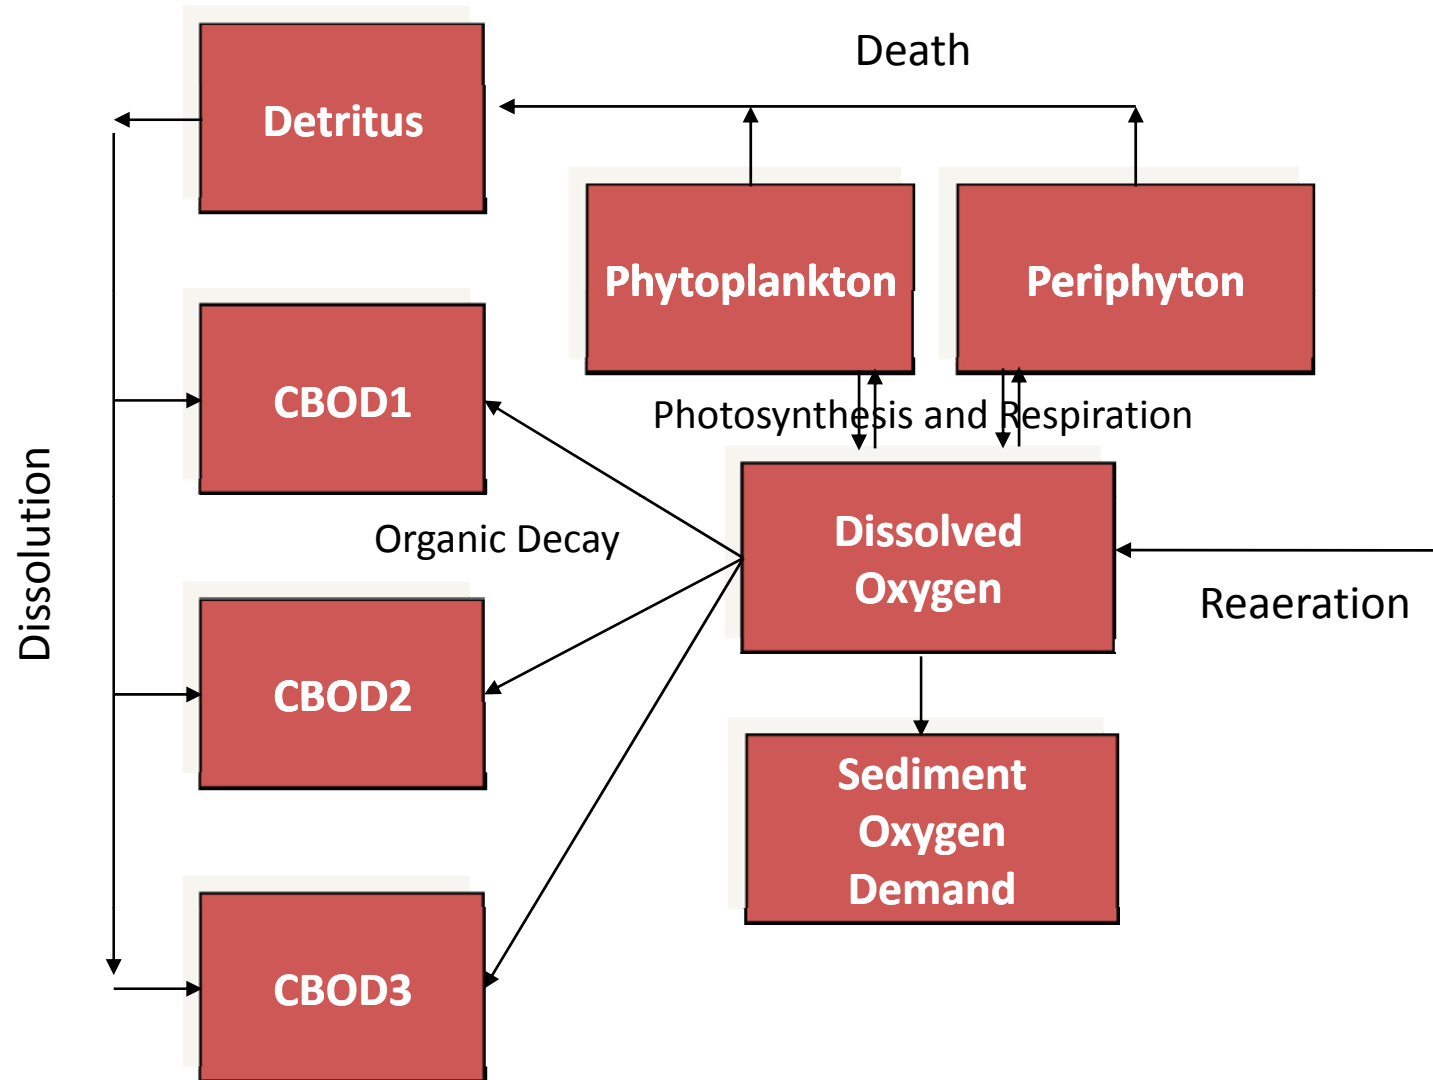 Death
Detritus
Phytoplankton
Periphyton
CBOD1
Photosynthesis and Respiration
Dissolution
Organic Decay
Dissolved
Oxygen
Reaeration
CBOD2
Sediment
Oxygen
Demand
CBOD3